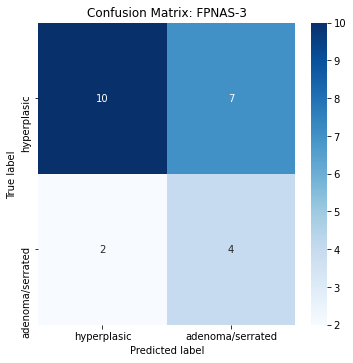 Confusion Matrix: FPNAS-3
True label
hyperplasic
adenoma/serrated
10
7
2
4
hyperplasic
adenoma/serrated
Predicted label
10
9
8
7
6
5
4
3
2